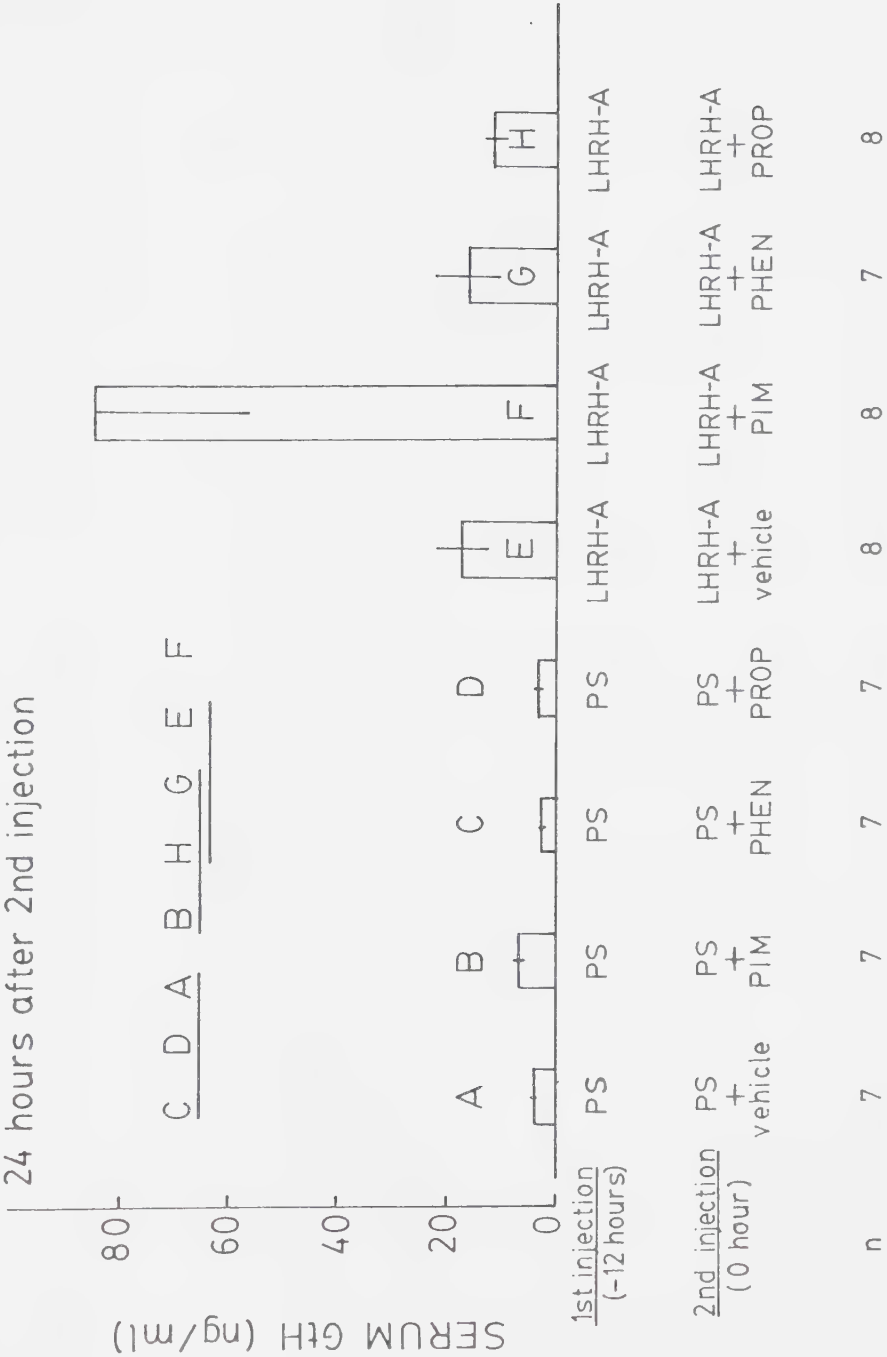 24 hours after 2nd injection
C D A B H G E F
SERUM GtH (ng/ml)
80
60
40
20
0
A B C D E F G H
1st injection PS PS PS PS LHRH-A LHRH-A LHRH-A LHRH-A
(-12 hours)
2nd injection PS PS PS PS LHRH-A LHRH-A LHRH-A LHRH-A
(0 hour) + + + + + + + +
vehicle PIM PHEN PROP vehicle PIM PHEN PROP
n 7 7 7 7 8 8 7 8